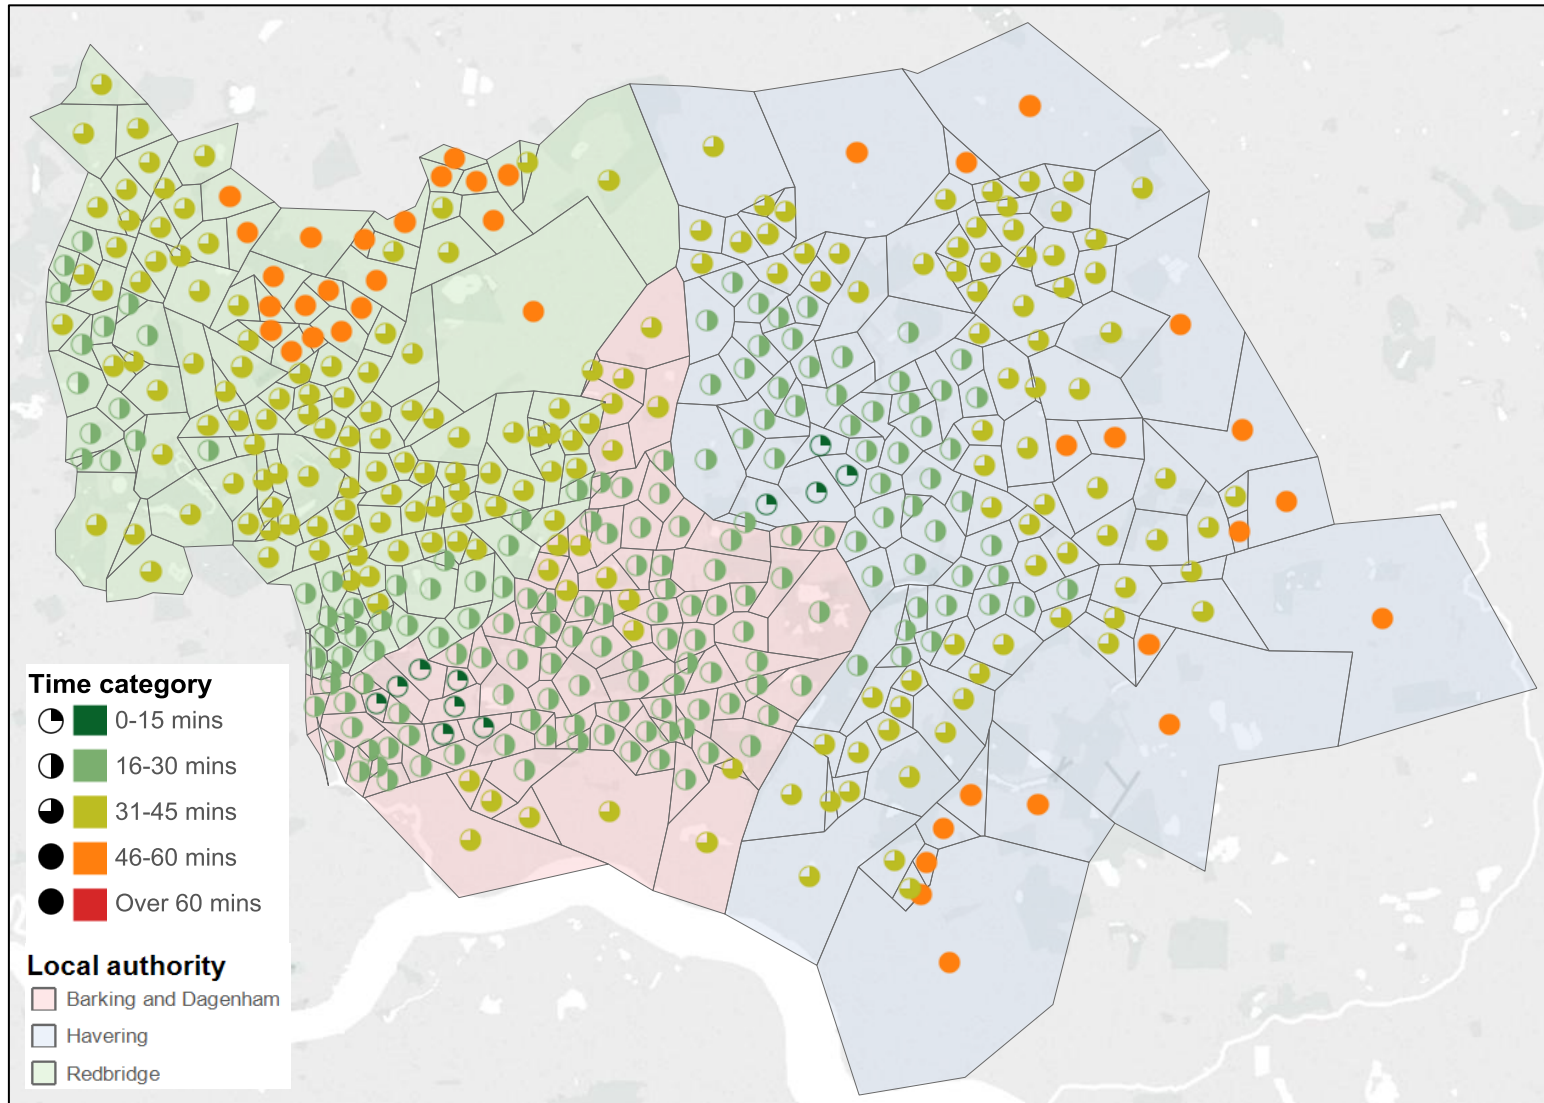 Time category
0-15 mins
16-30 mins
31-45 mins
46-60 mins
Over 60 mins
Local authority
Barking and Dagenham
Havering
Redbridge